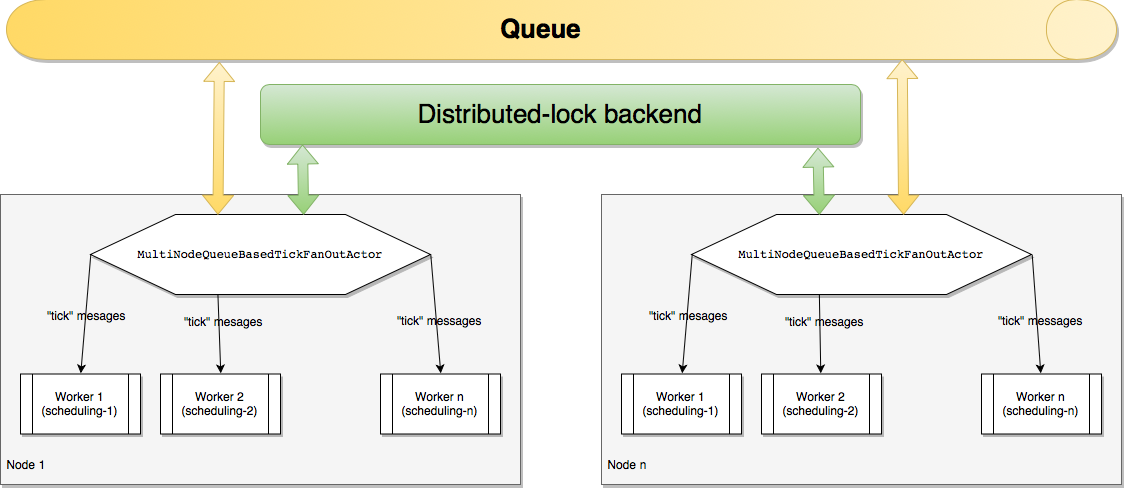 Queue
Distributed-lock backend
MultiNodeQueueBasedTickFanOutActor
"tick" mesages
"tick" mesages
"tick" mesages
Worker 1
(scheduling-1)
Worker 2
(scheduling-2)
Worker n
(scheduling-n)
Node 1
MultiNodeQueueBasedTickFanOutActor
"tick" mesages
"tick" mesages
"tick" mesages
Worker 1
(scheduling-1)
Worker 2
(scheduling-2)
Worker n
(scheduling-n)
Node n